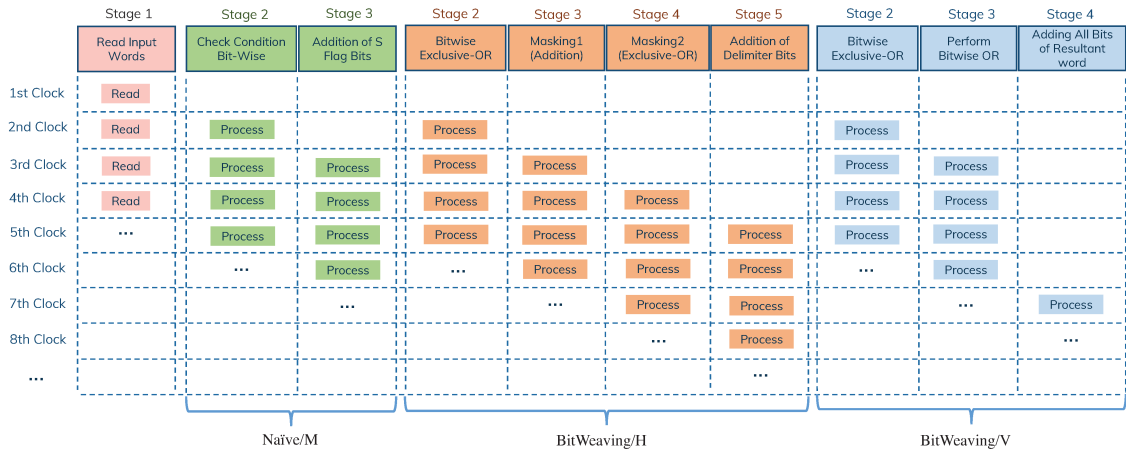 Stage 1 Stage 2 Stage 3 Stage 2 Stage 3 Stage 4 Stage 5 Stage 2 Stage 3 Stage 4
Read Input
Words
Check Condition
Bit-Wise
Addition of S
Flag Bits
Bitwise
Exclusive-OR
Masking1
(Addition)
Masking2
(Exclusive-OR)
Addition of
Delimiter Bits
Bitwise
Exclusive-OR
Perform
Bitwise OR
Adding All Bits
of Resultant
word
1st Clock Read
2nd Clock Read Process Process Process
3rd Clock Read Process Process Process Process Process Process
4th Clock Read Process Process Process Process Process Process Process
5th Clock ... Process Process Process Process Process Process Process Process
6th Clock ... Process ... Process Process Process ... Process
7th Clock ... ... Process Process ... Process
8th Clock ... Process ...
... ...
Naïve/M BitWeaving/H BitWeaving/V